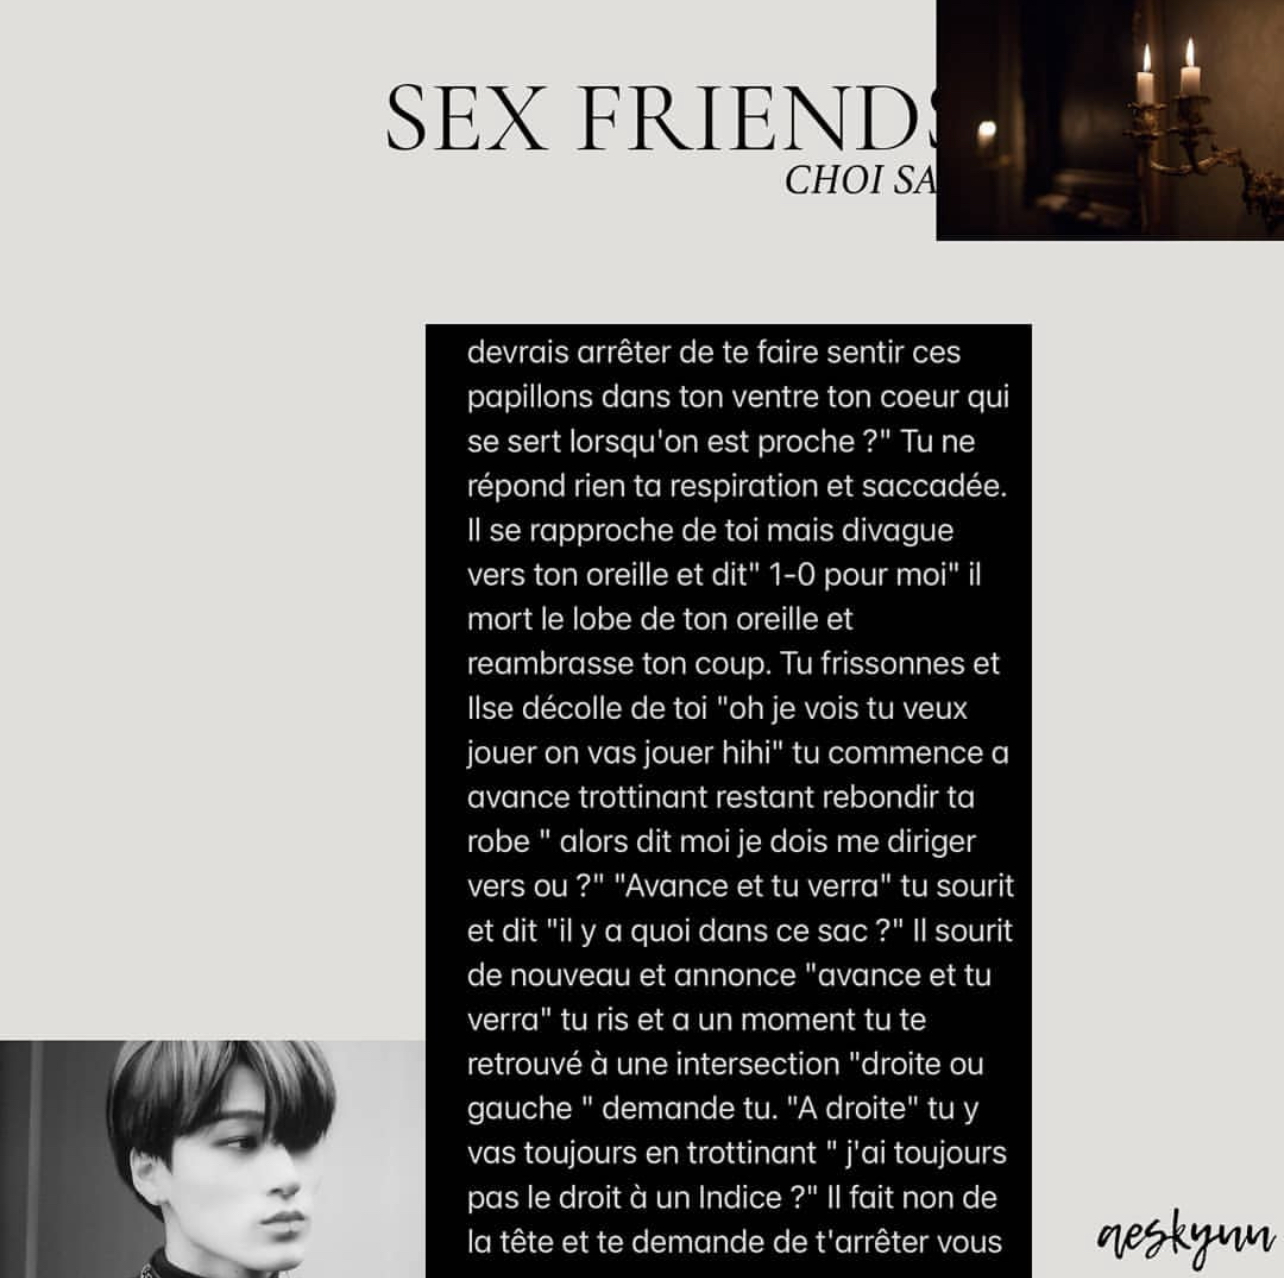 SEX FRIENDS
CHOI SA
devrais arrêter de te faire sentir ces
papillons dans ton ventre ton coeur qui
se sert lorsqu'on est proche ?" Tu ne
répond rien ta respiration et saccadée.
Il se rapproche de toi mais divague
vers ton oreille et dit" 1-0 pour moi" il
mort le lobe de ton oreille et
reambrasse ton coup. Tu frissonnes et
Ilse décolle de toi "oh je vois tu veux
jouer on vas jouer hihi" tu commence a
avance trottinant restant rebondir ta
robe " alors dit moi je dois me diriger
vers ou ?" "Avance et tu verra" tu sourit
et dit "il y a quoi dans ce sac ?" Il sourit
de nouveau et annonce "avance et tu
verra" tu ris et a un moment tu te
retrouvé à une intersection "droite ou
gauche " demande tu. "A droite" tu y
vas toujours en trottinant " j'ai toujours
pas le droit à un Indice ?" Il fait non de
la tête et te demande de t'arrêter vous
aeskynn